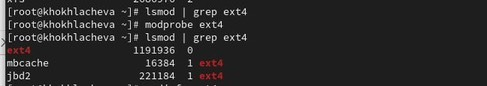 [root@khokhlacheva ~]# lsmod | grep ext4
[root@khokhlacheva ~]# modprobe ext4
[root@khokhlacheva ~]# lsmod | grep ext4
ext4 1191936 0
mbcache 16384 1 ext4
jbd2 221184 1 ext4